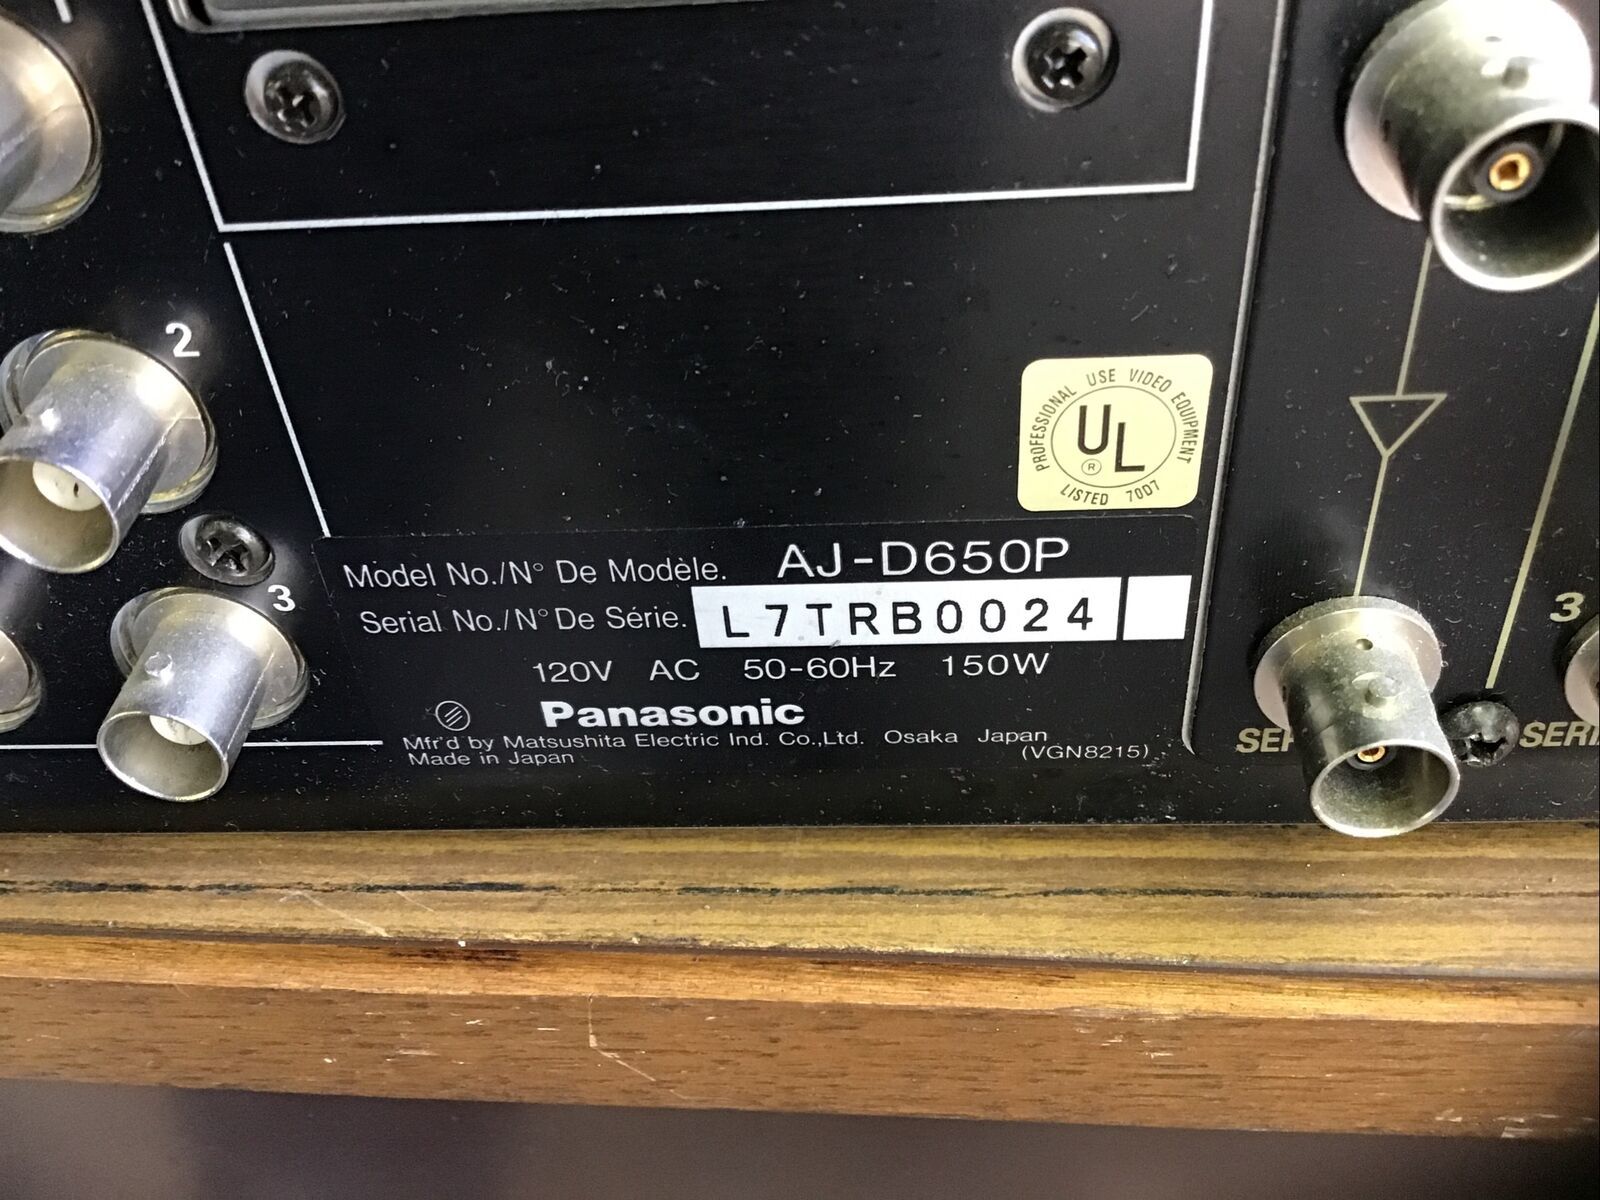 2
3
PROFESSIONAL USE VIDEO EQUIPMENT
UL
®
LISTED 70D7
Model No./N° De Modèle. AJ-D650P
Serial No./N° De Série. L7TRB0024
120V AC 50-60Hz 150W
Panasonic
Mfr'd by Matsushita Electric Ind. Co.,Ltd. Osaka Japan
Made in Japan (VGN8215)
3